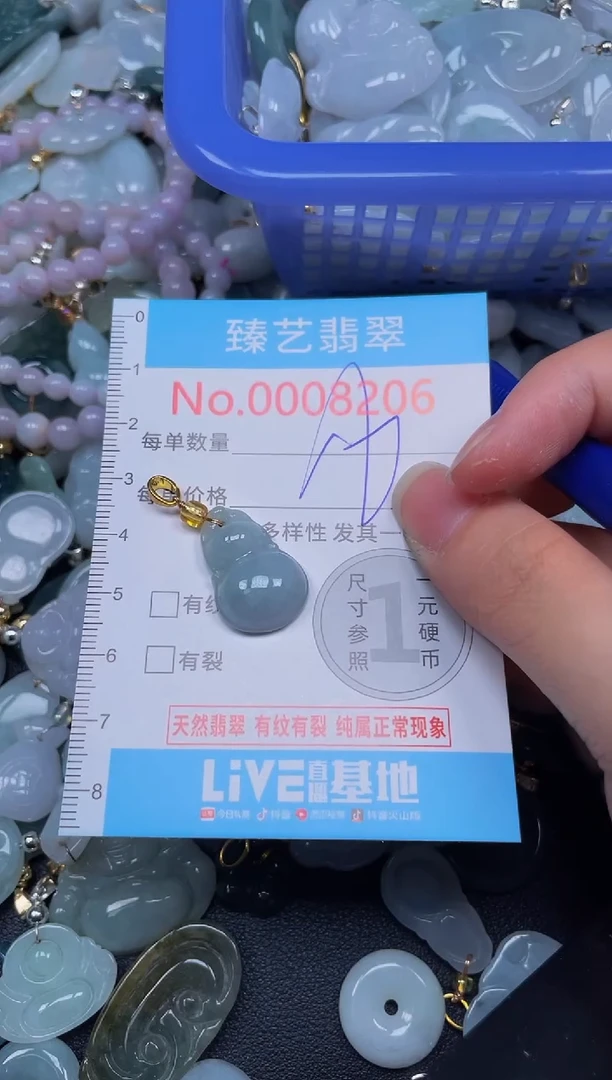 臻艺翡翠
No.0008206
每单数量
每单价格
多样性 发其一
有纹
有裂
尺寸参照
1
一元硬币
天然翡翠 有纹有裂 纯属正常现象
LiVE直播基地
0
1
2
3
4
5
6
7
8